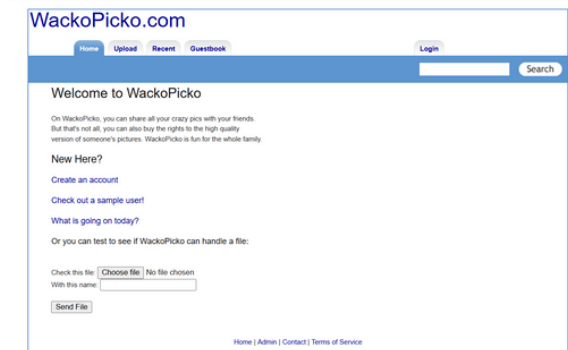 WackoPicko.com
Home Upload Recent Guestbook Login
Search
Welcome to WackoPicko
On WackoPicko, you can share all your crazy pics with your friends.
But that's not all, you can also buy the rights to the high quality
version of someone's pictures. WackoPicko is fun for the whole family.
New Here?
Create an account
Check out a sample user!
What is going on today?
Or you can test to see if WackoPicko can handle a file:
Check this file: Choose file No file chosen
With this name:
Send File
Home | Admin | Contact | Terms of Service